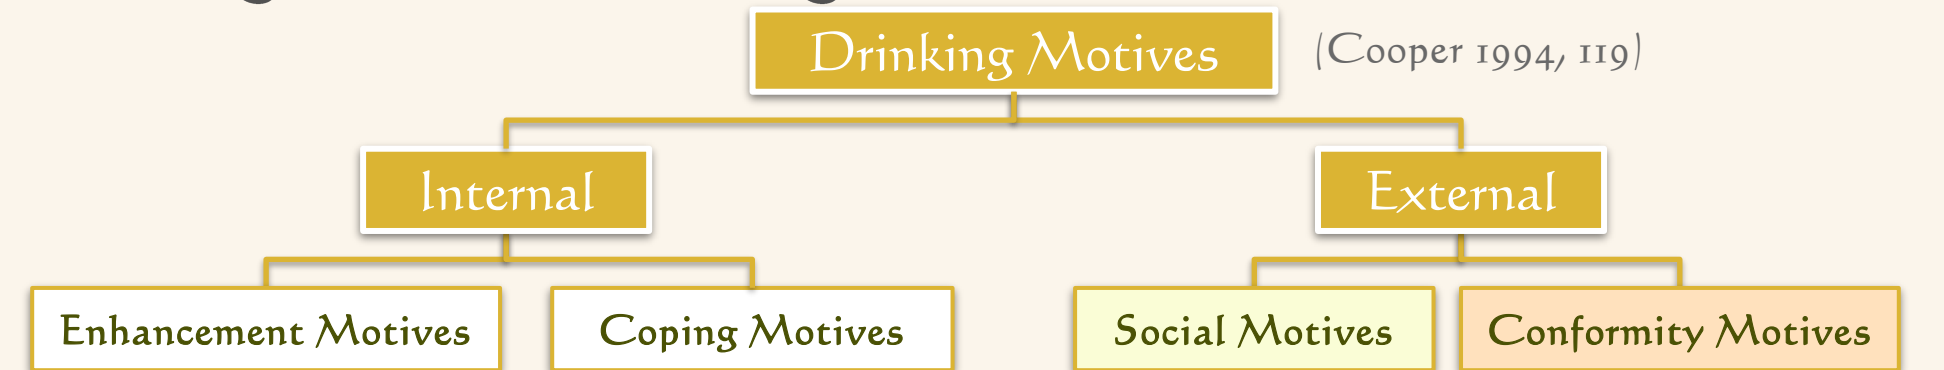 Drinking Motives
(Cooper 1994, 119)
Internal
External
Enhancement Motives
Coping Motives
Social Motives
Conformity Motives